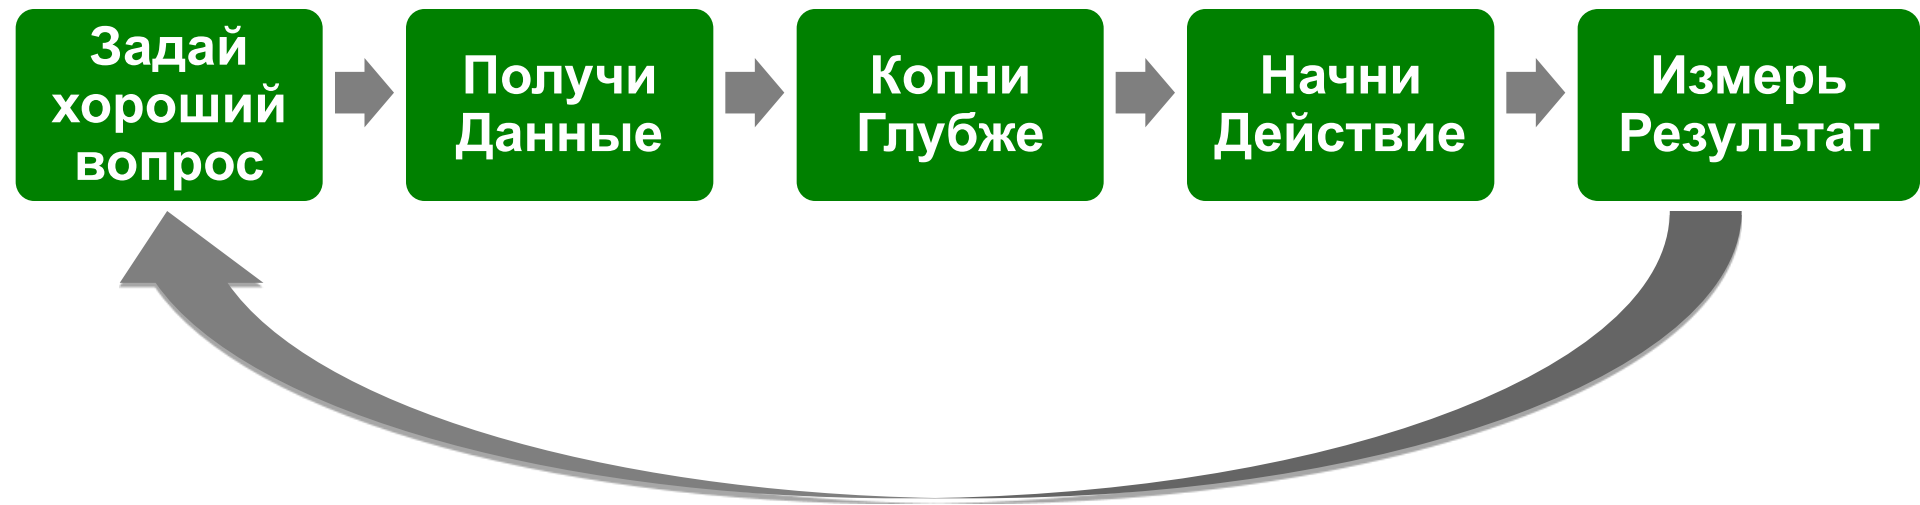 Задай
хороший
вопрос
Получи
Данные
Копни
Глубже
Начни
Действие
Измерь
Результат